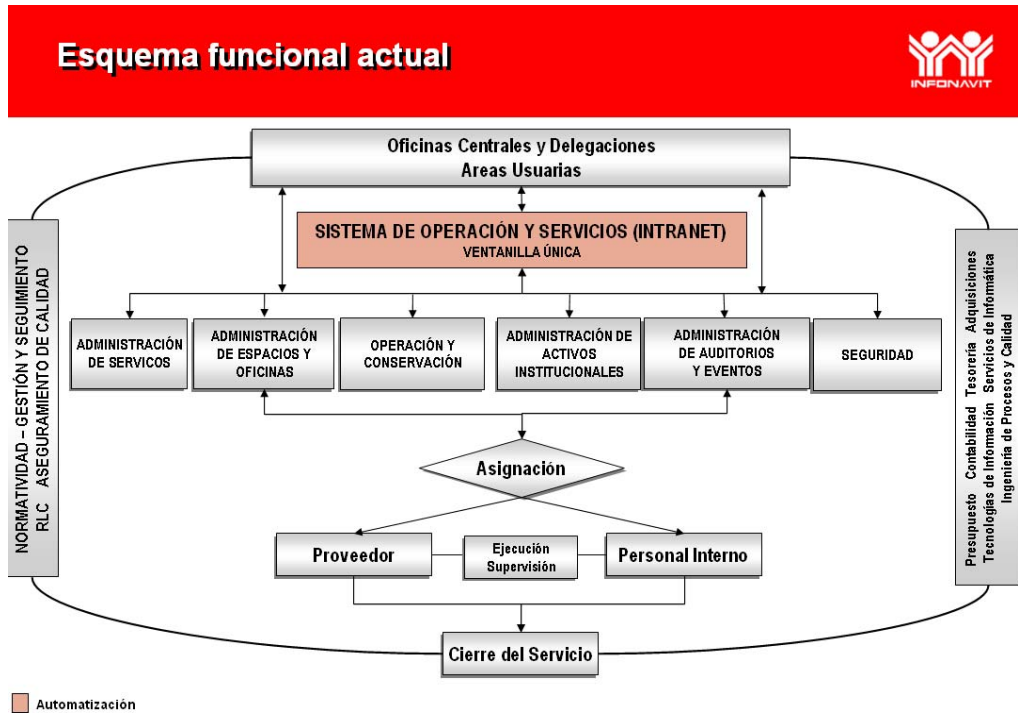 Esquema funcional actual
INFONAVIT
Oficinas Centrales y Delegaciones
Areas Usuarias
SISTEMA DE OPERACIÓN Y SERVICIOS (INTRANET)
VENTANILLA ÚNICA
NORMATIVIDAD – GESTIÓN Y SEGUIMIENTO
RLC ASEGURAMIENTO DE CALIDAD
ADMINISTRACIÓN
DE SERVICOS
ADMINISTRACIÓN
DE ESPACIOS Y
OFICINAS
OPERACIÓN Y
CONSERVACIÓN
ADMINISTRACIÓN DE
ACTIVOS
INSTITUCIONALES
ADMINISTRACIÓN
DE AUDITORIOS
Y EVENTOS
SEGURIDAD
Presupuesto Contabilidad Tesorería Adquisiciones
Tecnologías de Información Servicios de Informática
Ingeniería de Procesos y Calidad
Asignación
Proveedor
Ejecución
Supervisión
Personal Interno
Cierre del Servicio
Automatización